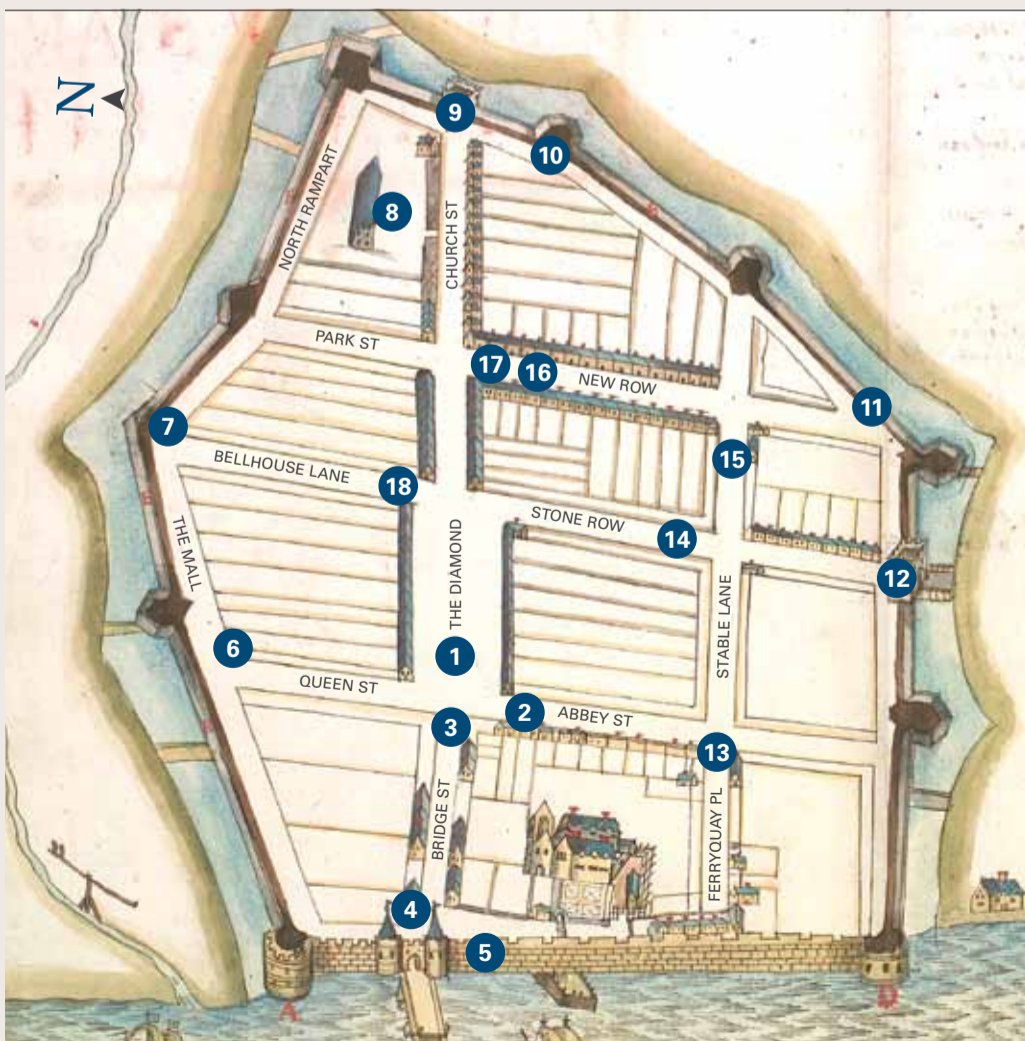 N
9
10
NORTH RAMPART
8
CHURCH ST
PARK ST
17
16
NEW ROW
11
7
15
BELLHOUSE LANE
18
STONE ROW
14
THE MALL
THE DIAMOND
STABLE LANE
12
6
1
QUEEN ST
2
ABBEY ST
3
13
BRIDGE ST
FERRYQUAY PL
4
5
A
D